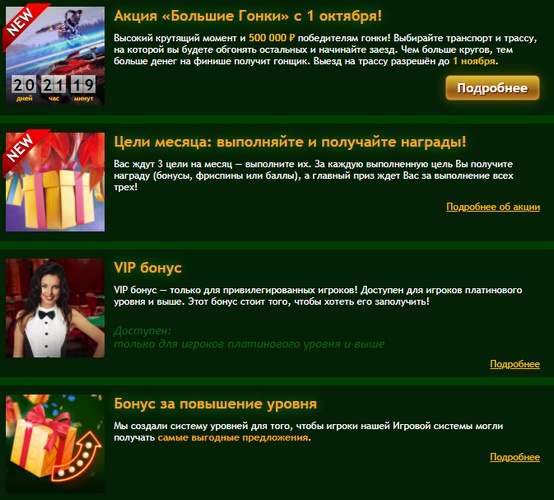 NEW
20 21 19
дней час минут
Акция «Большие Гонки» с 1 октября!
Высокий крутящий момент и 500 000 ₽ победителям гонки! Выбирайте транспорт и трассу,
на которой вы будете обгонять остальных и начинайте заезд. Чем больше кругов, тем
больше денег на финише получит гонщик. Выезд на трассу разрешён до 1 ноября.
Подробнее
NEW
Цели месяца: выполняйте и получайте награды!
Вас ждут 3 цели на месяц — выполните их. За каждую выполненную цель Вы получите
награду (бонусы, фриспины или баллы), а главный приз ждет Вас за выполнение всех
трех!
Подробнее об акции
VIP бонус
VIP бонус — только для привилегированных игроков! Доступен для игроков платинового
уровня и выше. Этот бонус стоит того, чтобы хотеть его заполучить!
Доступен:
только для игроков платинового уровня и выше
Подробнее
Бонус за повышение уровня
Мы создали систему уровней для того, чтобы игроки нашей Игровой системы могли
получать самые выгодные предложения.
Подробнее